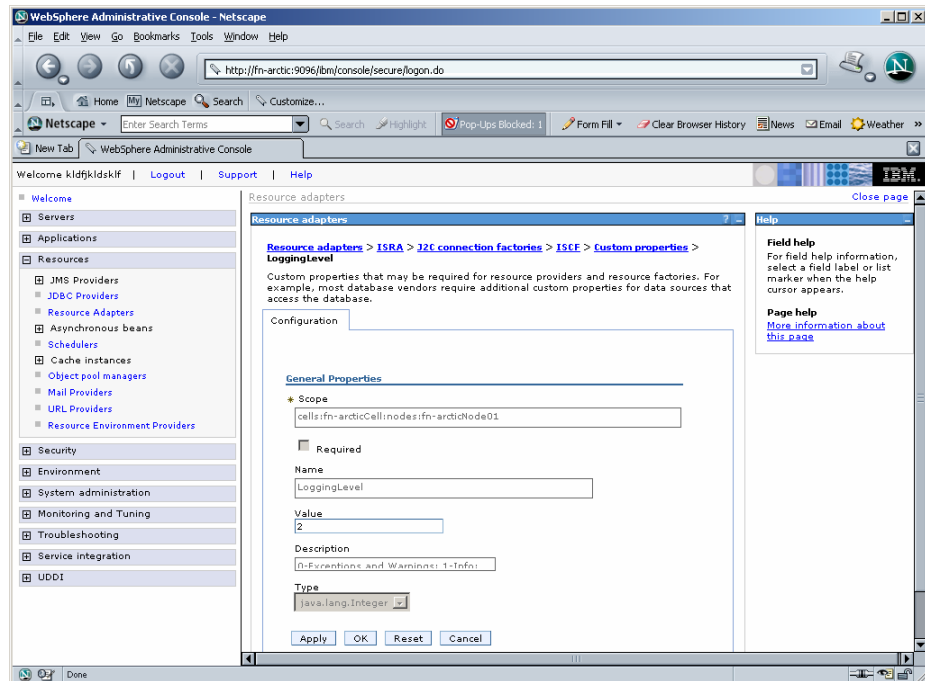 WebSphere Administrative Console - Netscape
File Edit View Go Bookmarks Tools Window Help
http://fn-arctic:9096/ibm/console/secure/logon.do
Home My Netscape Search Customize...
Netscape Enter Search Terms Search Highlight Pop-Ups Blocked: 1 Form Fill Clear Browser History News Email Weather »
New Tab WebSphere Administrative Console
Welcome kldfjkldsklf | Logout | Support | Help IBM.
Welcome
Servers
Applications
Resources
JMS Providers
JDBC Providers
Resource Adapters
Asynchronous beans
Schedulers
Cache instances
Object pool managers
Mail Providers
URL Providers
Resource Environment Providers
Security
Environment
System administration
Monitoring and Tuning
Troubleshooting
Service integration
UDDI
Resource adapters Close page
Resource adapters ? _
Resource adapters > ISRA > J2C connection factories > ISCF > Custom properties >
LoggingLevel
Custom properties that may be required for resource providers and resource factories. For
example, most database vendors require additional custom properties for data sources that
access the database.
Configuration
General Properties
* Scope
cells:fn-arcticCell:nodes:fn-arcticNode01
Required
Name
LoggingLevel
Value
2
Description
0-Exceptions and Warnings; 1-Info;
Type
java.lang.Integer
Apply OK Reset Cancel
Help _
Field help
For field help information,
select a field label or list
marker when the help
cursor appears.
Page help
More information about
this page
Done